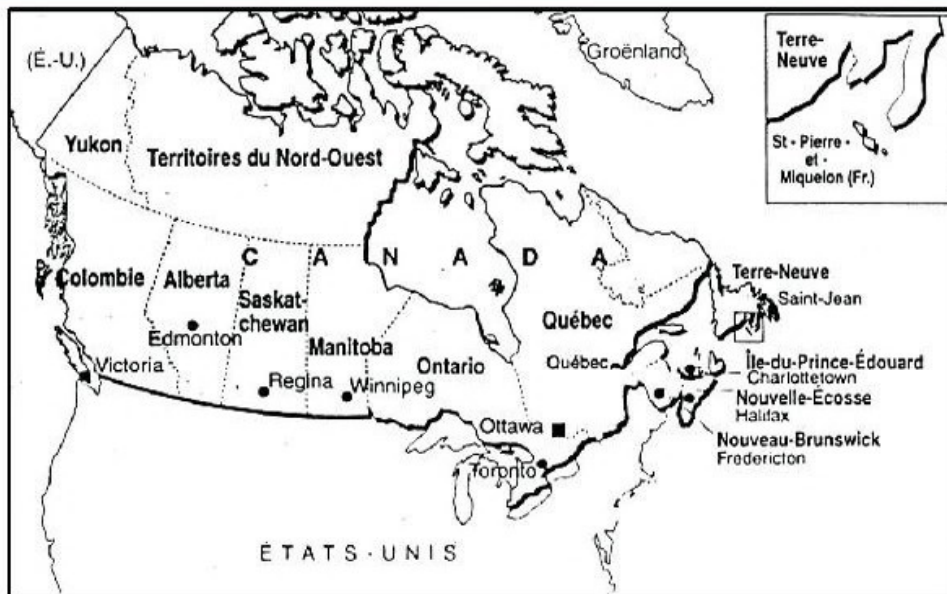 (É.-U.)
Groënland
Terre-
Neuve
St - Pierre -
et -
Miquelon (Fr.)
Yukon
Territoires du Nord-Ouest
C A N A D A
Colombie
Alberta
Saskat-
chewan
Manitoba
Ontario
Québec
Terre-Neuve
Saint-Jean
Edmonton
Victoria
Regina
Winnipeg
Québec
Île-du-Prince-Édouard
Charlottetown
Nouvelle-Écosse
Halifax
Nouveau-Brunswick
Fredericton
Ottawa
Toronto
ÉTATS-UNIS